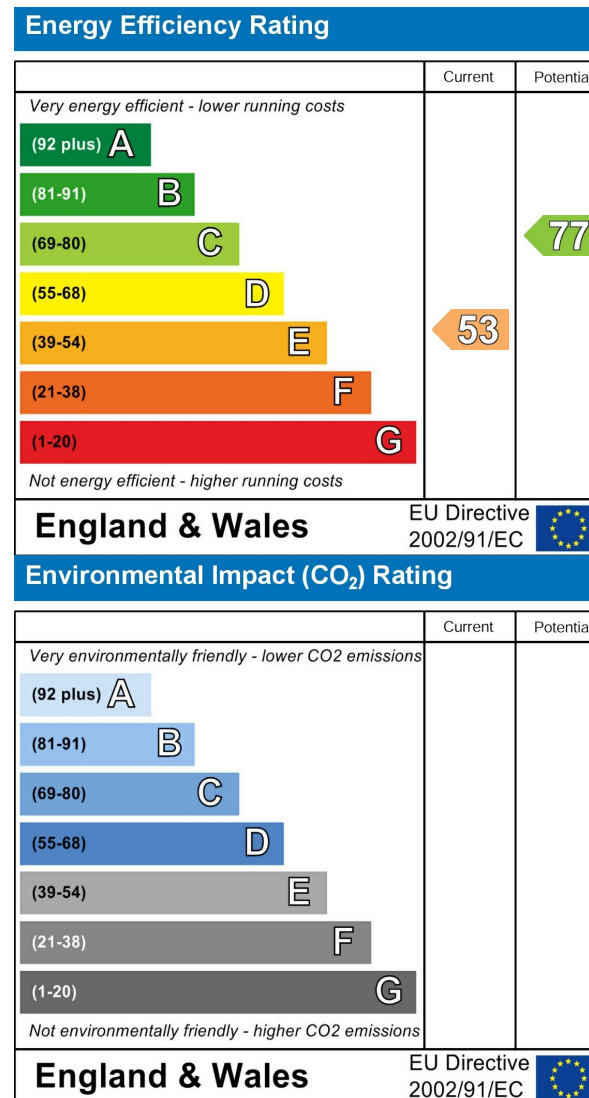 Energy Efficiency Rating
Current Potentia
Very energy efficient - lower running costs
(92 plus) A
(81-91) B
(69-80) C
77
(55-68) D
(39-54) E
53
(21-38) F
(1-20) G
Not energy efficient - higher running costs
England & Wales
EU Directive
2002/91/EC
Environmental Impact (CO₂) Rating
Current Potentia
Very environmentally friendly - lower CO2 emissions
(92 plus) A
(81-91) B
(69-80) C
(55-68) D
(39-54) E
(21-38) F
(1-20) G
Not environmentally friendly - higher CO2 emissions
England & Wales
EU Directive
2002/91/EC